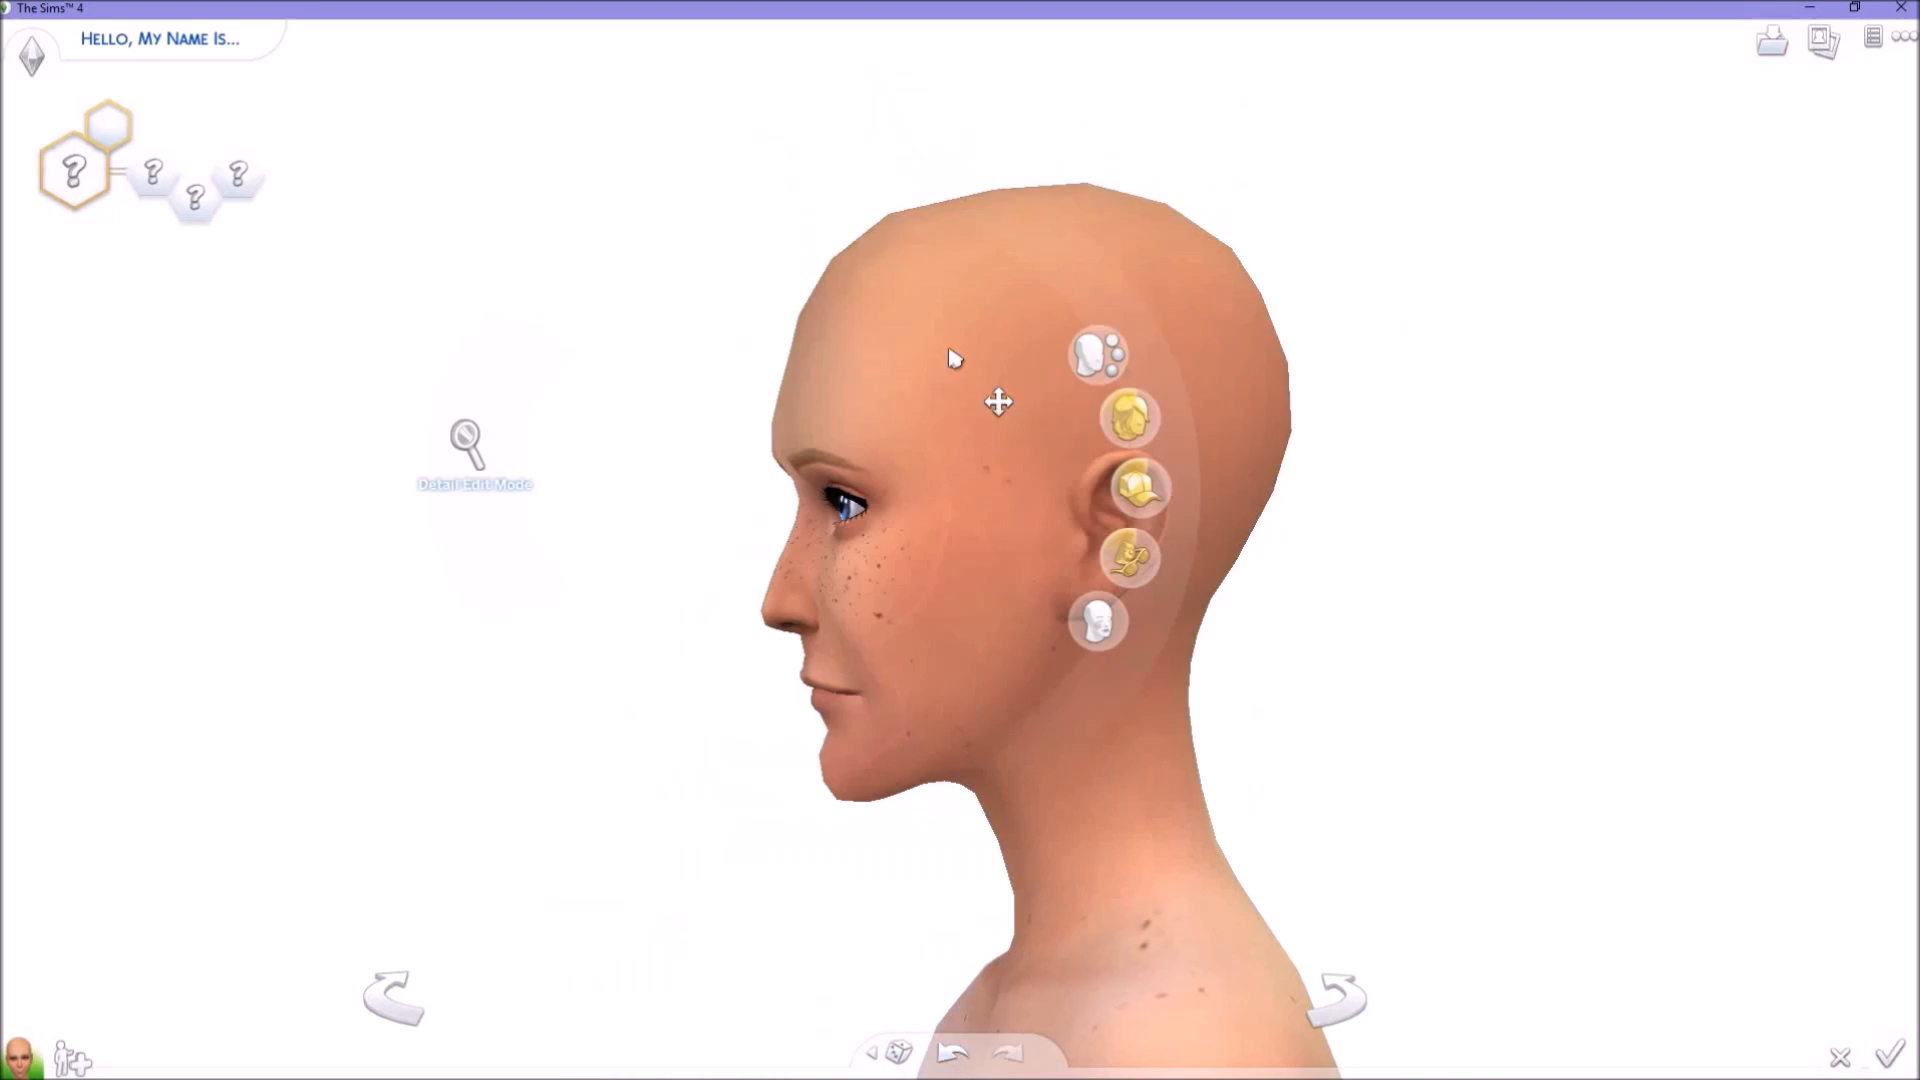 The Sims™ 4
HELLO, MY NAME IS...
? ? ? ?
Detail Edit Mode